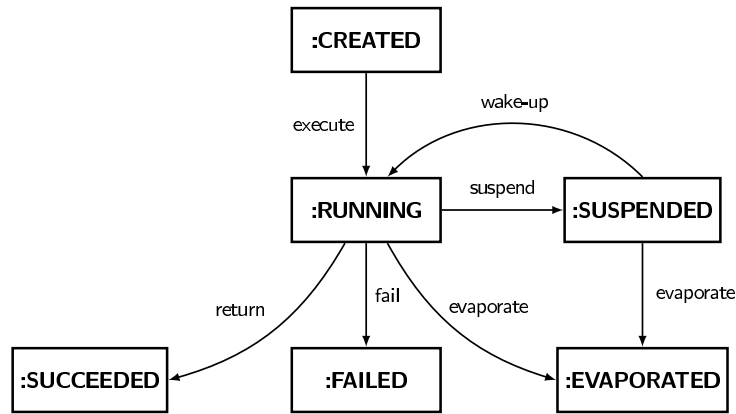 :CREATED
wake-up
execute
:RUNNING
suspend
:SUSPENDED
return
fail
evaporate
evaporate
:SUCCEEDED
:FAILED
:EVAPORATED